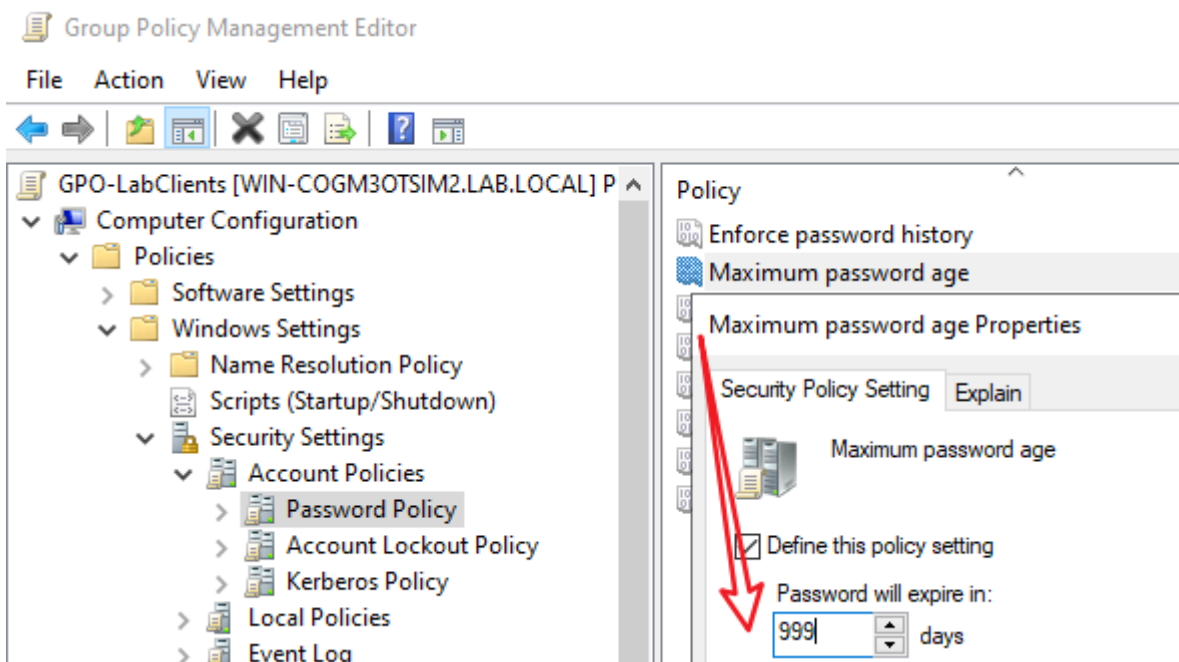 Group Policy Management Editor
File Action View Help
GPO-LabClients [WIN-COGM3OTSIM2.LAB.LOCAL] P
Computer Configuration
Policies
Software Settings
Windows Settings
Name Resolution Policy
Scripts (Startup/Shutdown)
Security Settings
Account Policies
Password Policy
Account Lockout Policy
Kerberos Policy
Local Policies
Event Log
Policy
Enforce password history
Maximum password age
Maximum password age Properties
Security Policy Setting Explain
Maximum password age
Define this policy setting
Password will expire in:
999 days